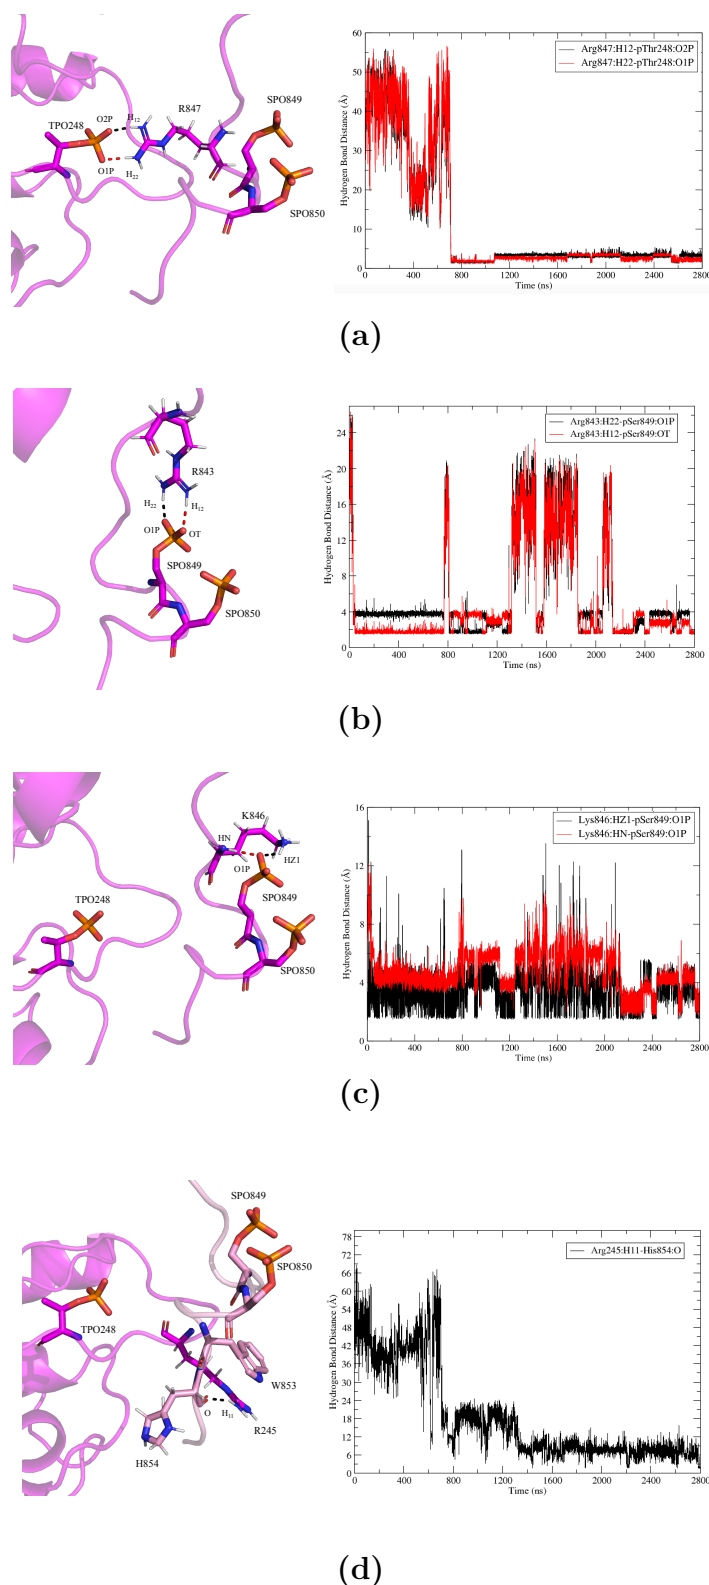 TPO248
O2P
H12
R847
SPO849
O1P
H22
SPO850
Arg847:H12-pThr248:O2P
Arg847:H22-pThr248:O1P
Hydrogen Bond Distance (Å)
60
50
40
30
20
10
0
0 400 800 1200 1600 2000 2400 2800
Time (ns)
(a)
R843
H22
H12
O1P
OT
SPO849
SPO850
Arg843:H22-pSer849:O1P
Arg843:H12-pSer849:OT
Hydrogen Bond Distance (Å)
24
20
16
12
8
4
0
0 400 800 1200 1600 2000 2400 2800
Time (ns)
(b)
K846
HN
O1P
HZ1
SPO849
TPO248
SPO850
Lys846:HZ1-pSer849:O1P
Lys846:HN-pSer849:O1P
Hydrogen Bond Distance (Å)
16
12
8
4
0
0 400 800 1200 1600 2000 2400 2800
Time (ns)
(c)
SPO849
SPO850
TPO248
W853
O
H11
R245
H854
Arg245:H11-His854:O
Hydrogen Bond Distance (Å)
78
72
66
60
54
48
42
36
30
24
18
12
6
0
0 400 800 1200 1600 2000 2400 2800
Time (ns)
(d)